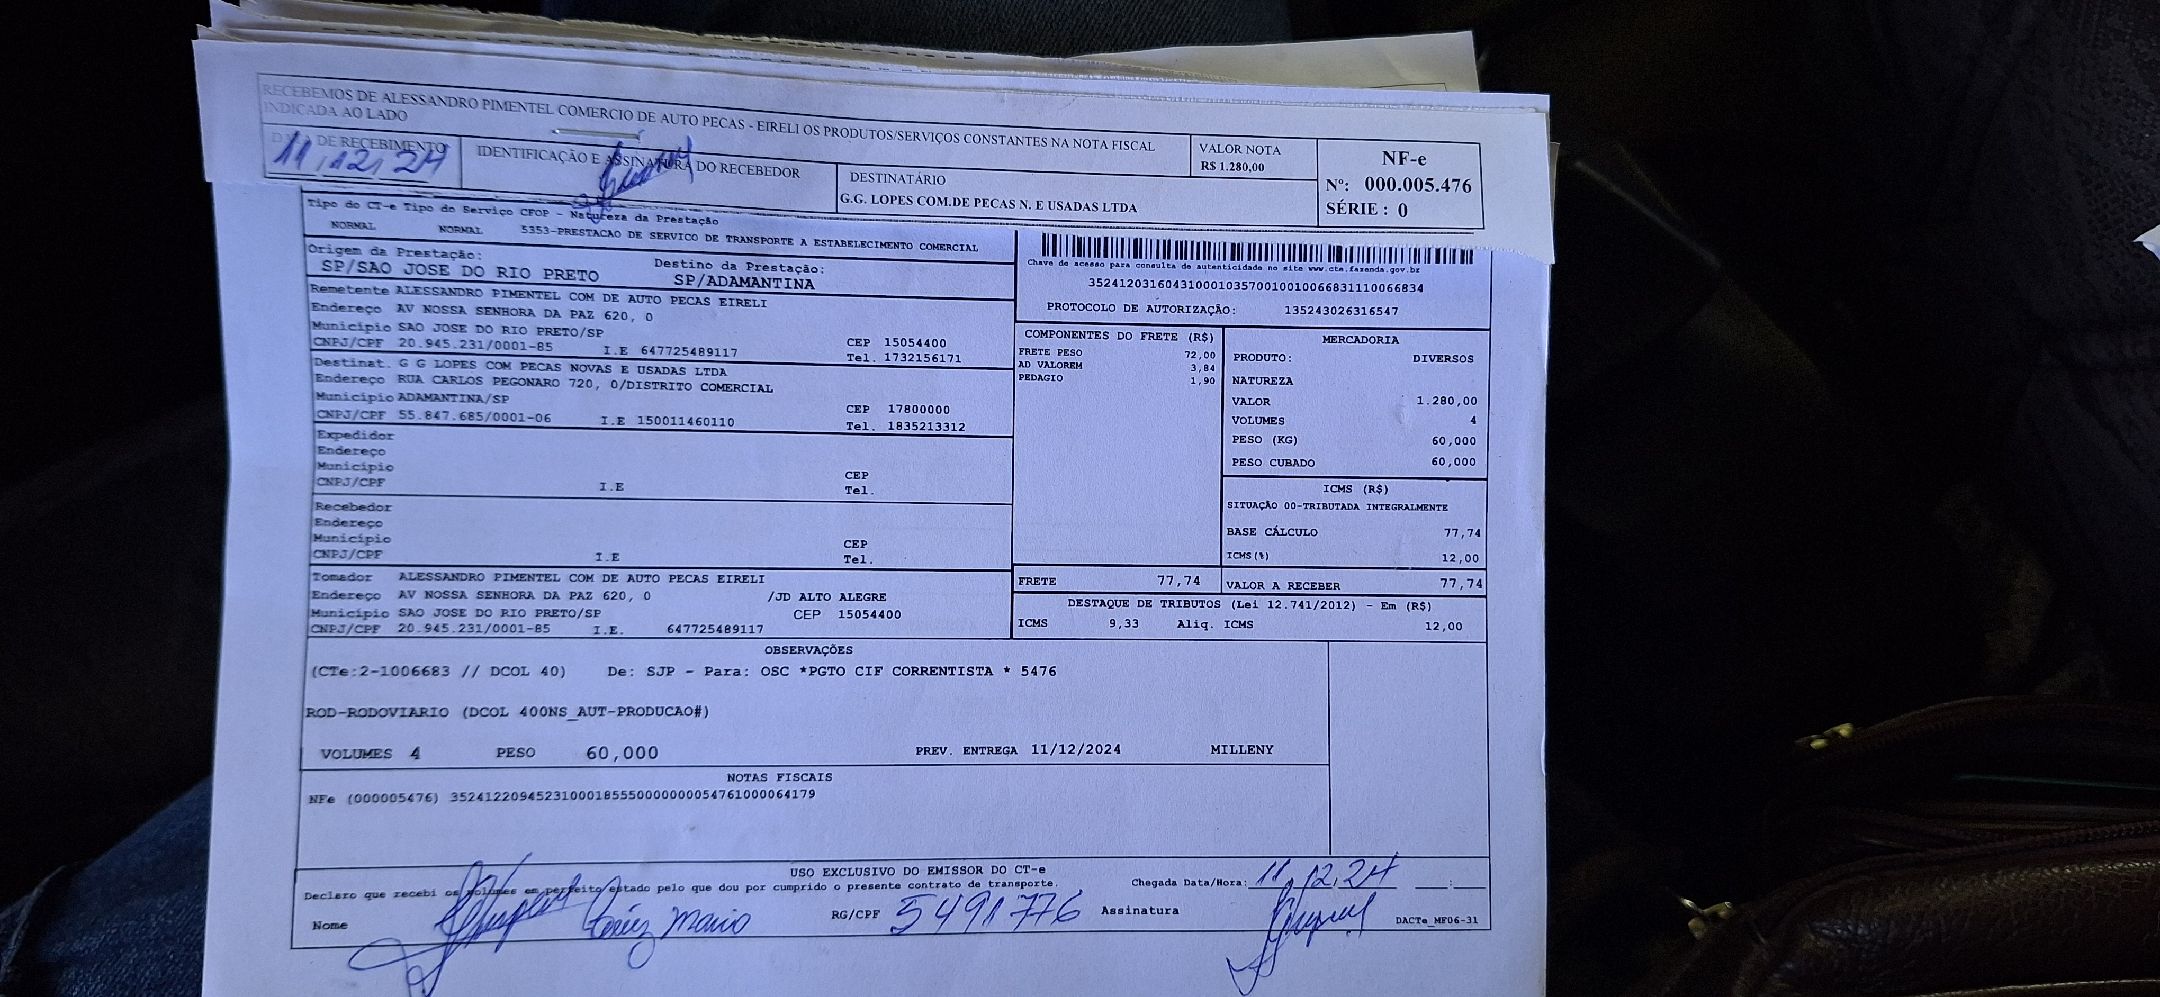 RECEBEMOS DE ALESSANDRO PIMENTEL COMERCIO DE AUTO PECAS - EIRELI OS PRODUTOS/SERVIÇOS CONSTANTES NA NOTA FISCAL
INDICADA AO LADO
VALOR NOTA
R$ 1.280,00
NF-e
Nº: 000.005.476
SÉRIE : 0
DATA DE RECEBIMENTO
11,12,24
IDENTIFICAÇÃO E ASSINATURA DO RECEBEDOR
DESTINATÁRIO
G.G. LOPES COM.DE PECAS N. E USADAS LTDA
Tipo do CT-e Tipo do Serviço CFOP - Natureza da Prestação
NORMAL NORMAL 5353-PRESTACAO DE SERVICO DE TRANSPORTE A ESTABELECIMENTO COMERCIAL
Origem da Prestação: Destino da Prestação:
SP/SAO JOSE DO RIO PRETO SP/ADAMANTINA
Chave de acesso para consulta de autenticidade no site www.cte.fazenda.gov.br
35241203160431000103570010010066831110066834
PROTOCOLO DE AUTORIZAÇÃO: 135243026316547
Remetente ALESSANDRO PIMENTEL COM DE AUTO PECAS EIRELI
Endereço AV NOSSA SENHORA DA PAZ 620, 0
Município SAO JOSE DO RIO PRETO/SP CEP 15054400
CNPJ/CPF 20.945.231/0001-85 I.E 647725489117 Tel. 1732156171
Destinat. G G LOPES COM PECAS NOVAS E USADAS LTDA
Endereço RUA CARLOS PEGONARO 720, 0/DISTRITO COMERCIAL
Município ADAMANTINA/SP CEP 17800000
CNPJ/CPF 55.847.685/0001-06 I.E 150011460110 Tel. 1835213312
Expedidor
Endereço
Município CEP
CNPJ/CPF I.E Tel.
Recebedor
Endereço
Município CEP
CNPJ/CPF I.E Tel.
Tomador ALESSANDRO PIMENTEL COM DE AUTO PECAS EIRELI
Endereço AV NOSSA SENHORA DA PAZ 620, 0 /JD ALTO ALEGRE
Município SAO JOSE DO RIO PRETO/SP CEP 15054400
CNPJ/CPF 20.945.231/0001-85 I.E. 647725489117
COMPONENTES DO FRETE (R$)
FRETE PESO 72,00
AD VALOREM 3,84
PEDAGIO 1,90
MERCADORIA
PRODUTO: DIVERSOS
NATUREZA
VALOR 1.280,00
VOLUMES 4
PESO (KG) 60,000
PESO CUBADO 60,000
ICMS (R$)
SITUAÇÃO 00-TRIBUTADA INTEGRALMENTE
BASE CÁLCULO 77,74
ICMS(%) 12,00
FRETE 77,74 VALOR A RECEBER 77,74
DESTAQUE DE TRIBUTOS (Lei 12.741/2012) - Em (R$)
ICMS 9,33 Aliq. ICMS 12,00
OBSERVAÇÕES
(CTe:2-1006683 // DCOL 40) De: SJP - Para: OSC *PGTO CIF CORRENTISTA * 5476
ROD-RODOVIARIO (DCOL 400NS_AUT-PRODUCAO#)
VOLUMES 4 PESO 60,000 PREV. ENTREGA 11/12/2024 MILLENY
NOTAS FISCAIS
NFe (000005476) 35241220945231000185550000000054761000064179
USO EXCLUSIVO DO EMISSOR DO CT-e
Declaro que recebi os volumes em perfeito estado pelo que dou por cumprido o presente contrato de transporte. Chegada Data/Hora: 11,12,24 __:__
Nome RG/CPF 5491776 Assinatura DACTe_MF06-31